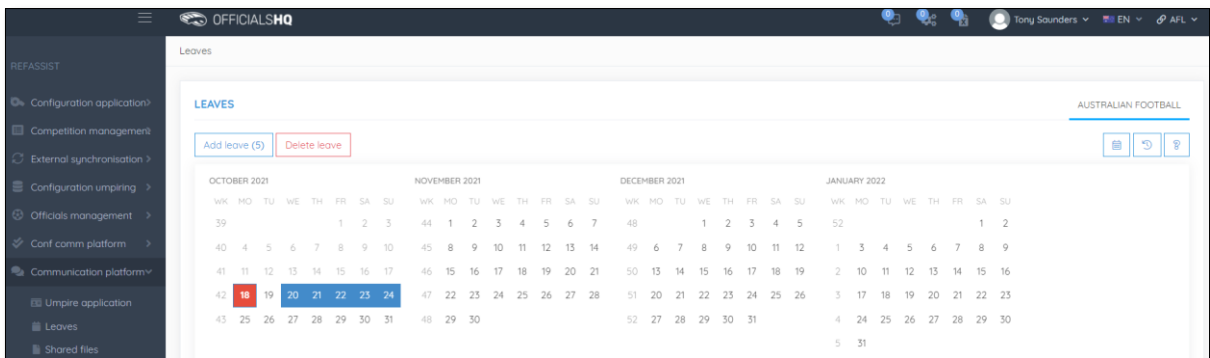 OFFICIALSHQ
0 0 0 Tony Saunders EN AFL
Leaves
REFASSIST
Configuration application
Competition management
External synchronisation
Configuration umpiring
Officials management
Conf comm platform
Communication platform
Umpire application
Leaves
Shared files
LEAVES
AUSTRALIAN FOOTBALL
Add leave (5) Delete leave
OCTOBER 2021
WK MO TU WE TH FR SA SU
39 1 2 3
40 4 5 6 7 8 9 10
41 11 12 13 14 15 16 17
42 18 19 20 21 22 23 24
43 25 26 27 28 29 30 31
NOVEMBER 2021
WK MO TU WE TH FR SA SU
44 1 2 3 4 5 6 7
45 8 9 10 11 12 13 14
46 15 16 17 18 19 20 21
47 22 23 24 25 26 27 28
48 29 30
DECEMBER 2021
WK MO TU WE TH FR SA SU
48 1 2 3 4 5
49 6 7 8 9 10 11 12
50 13 14 15 16 17 18 19
51 20 21 22 23 24 25 26
52 27 28 29 30 31
JANUARY 2022
WK MO TU WE TH FR SA SU
52 1 2
1 3 4 5 6 7 8 9
2 10 11 12 13 14 15 16
3 17 18 19 20 21 22 23
4 24 25 26 27 28 29 30
5 31